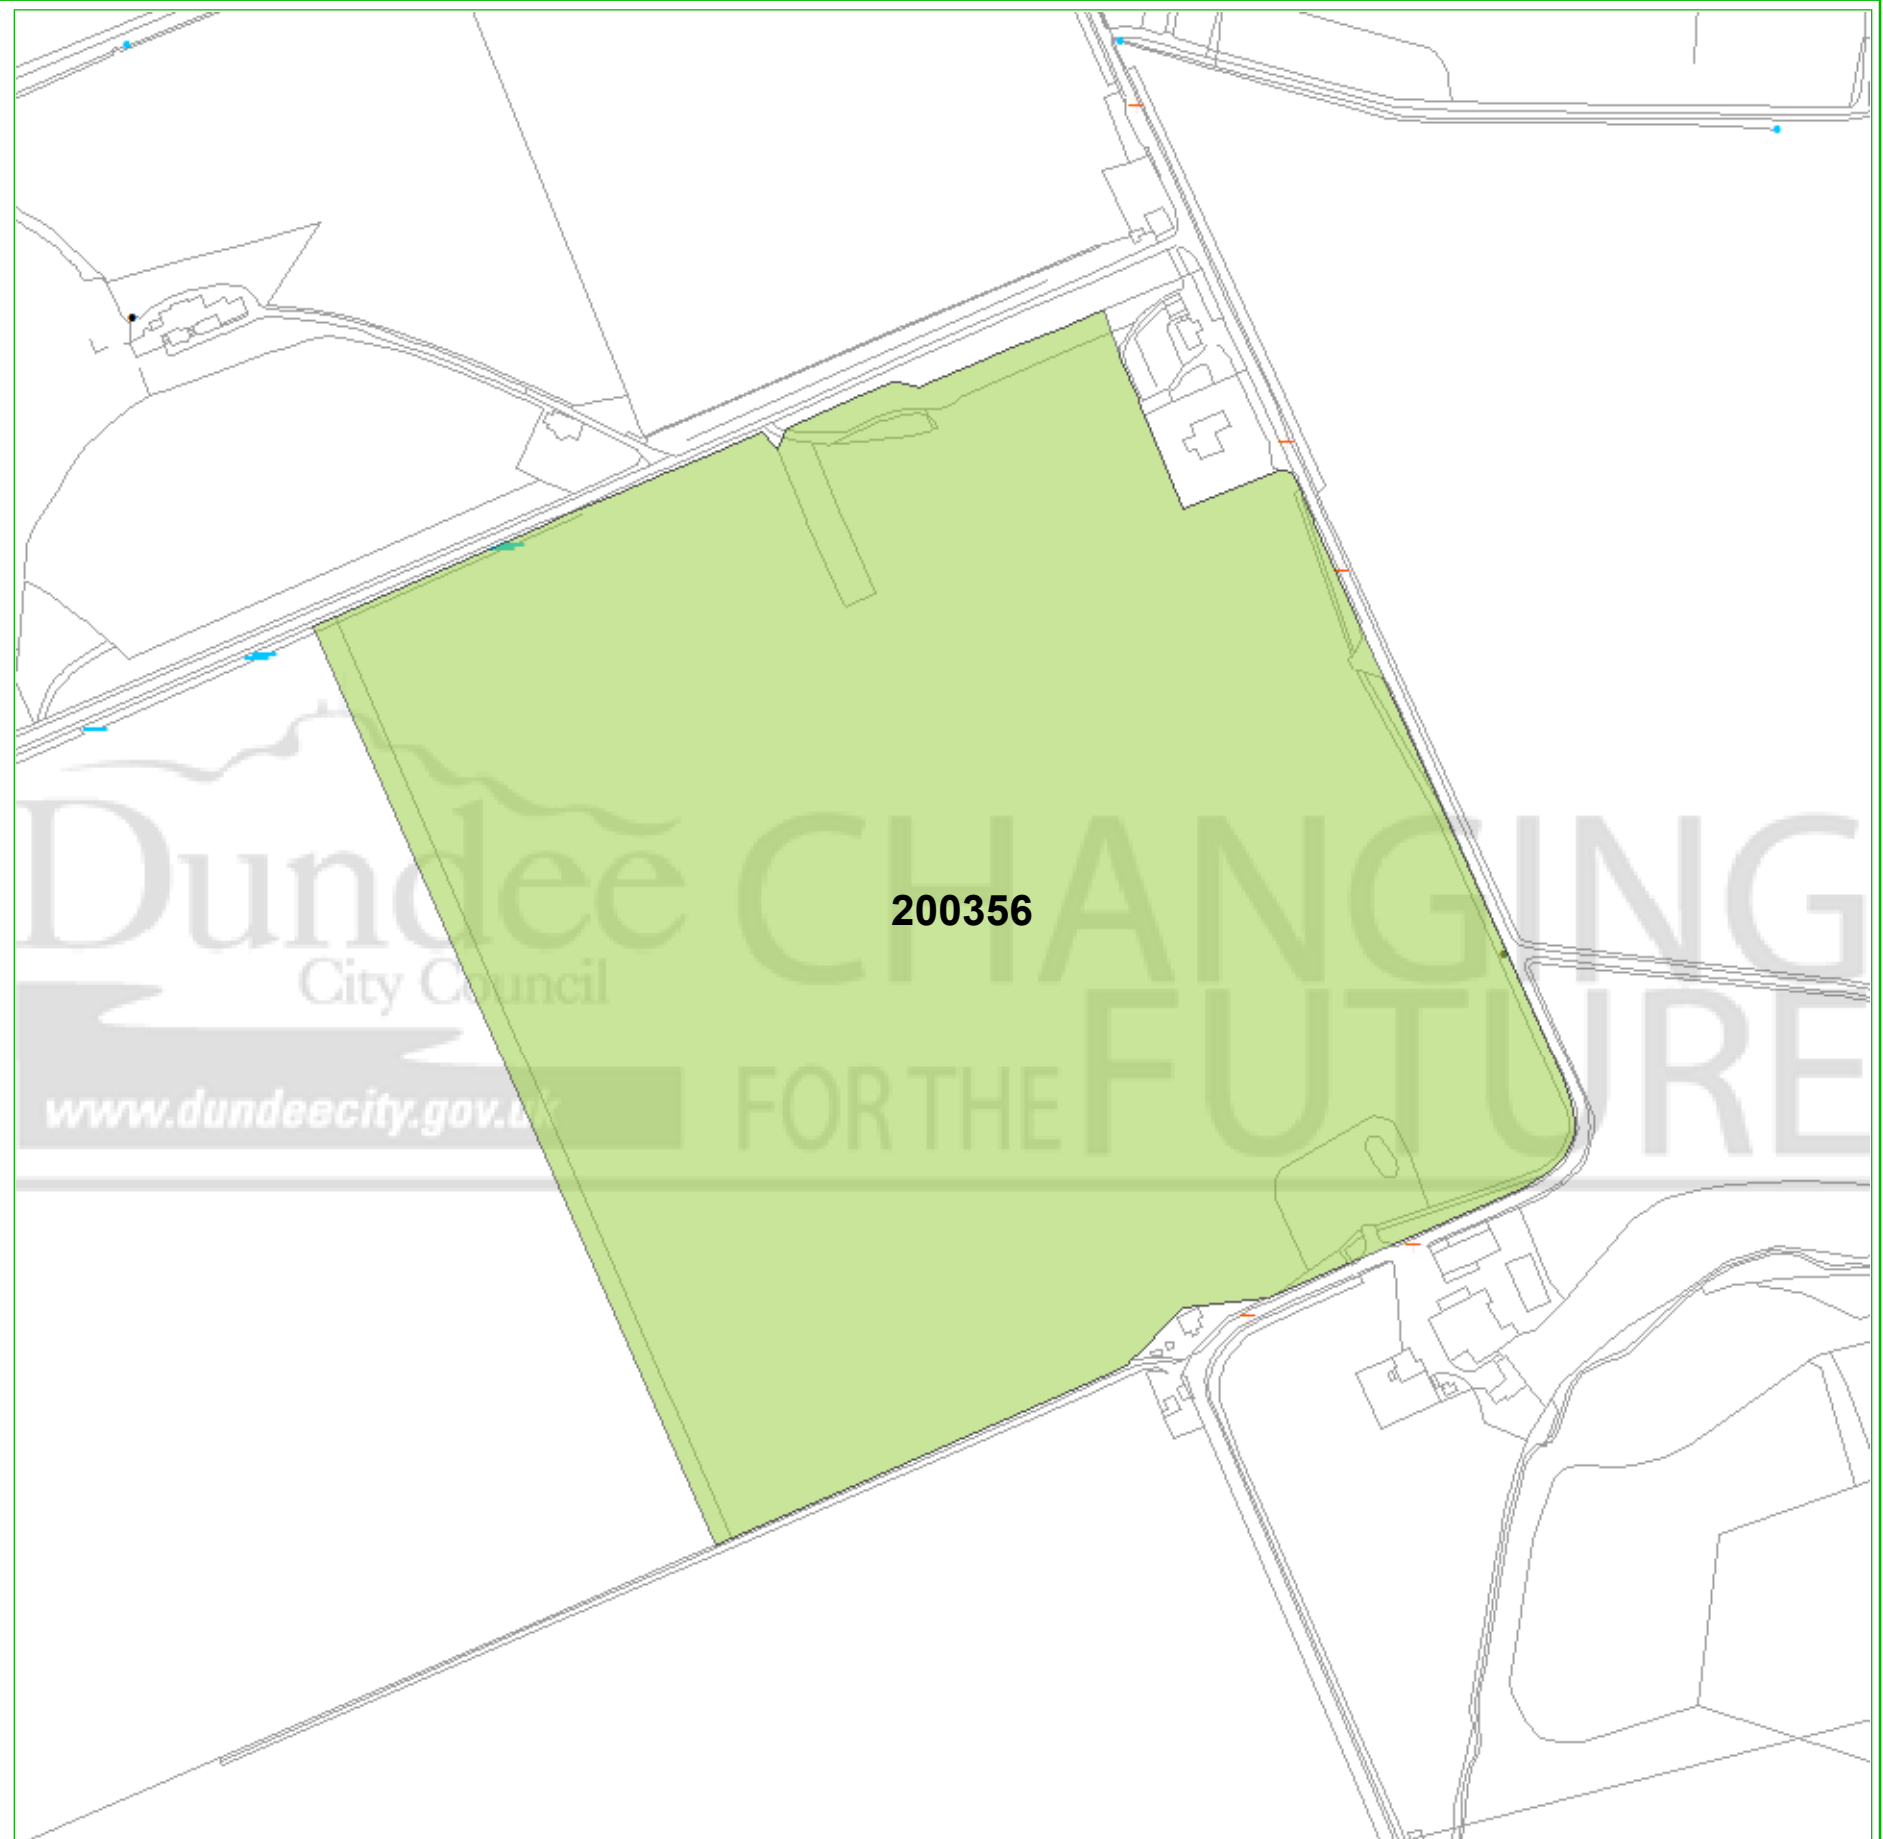 200356
Dundee
City Council
www.dundeecity.gov.uk
CHANGING
FOR THE FUTURE